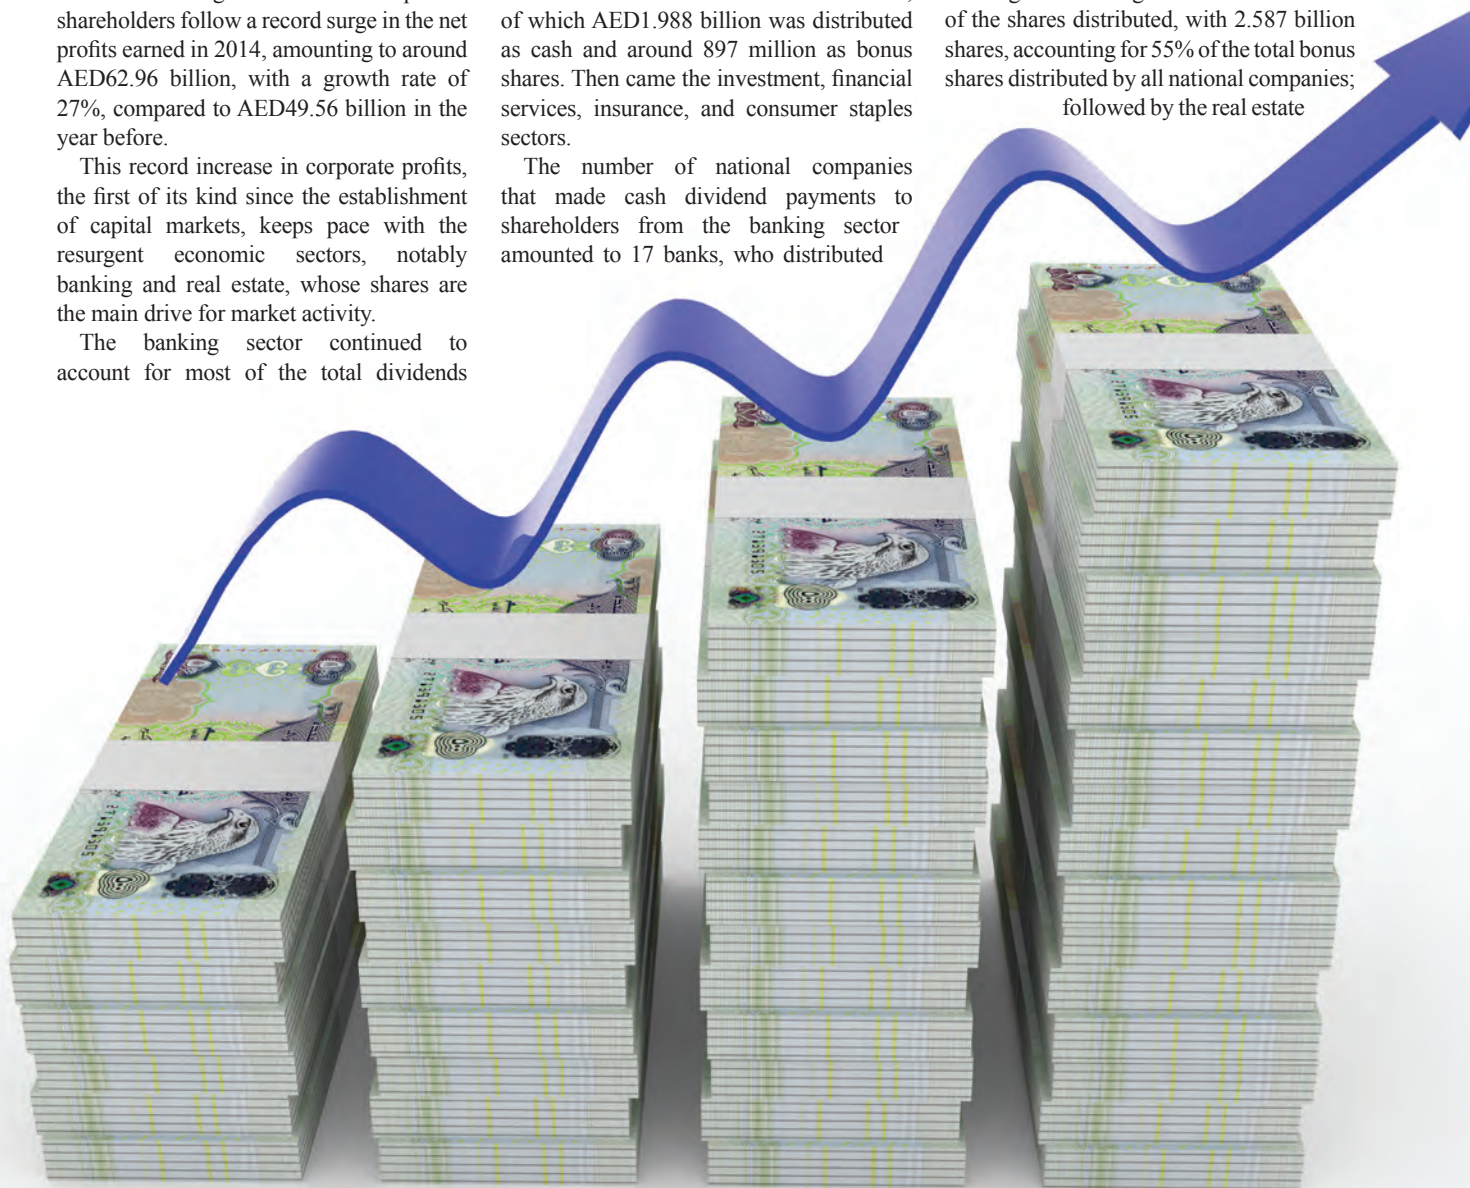 shareholders follow a record surge in the net
profits earned in 2014, amounting to around
AED62.96 billion, with a growth rate of
27%, compared to AED49.56 billion in the
year before.
This record increase in corporate profits,
the first of its kind since the establishment
of capital markets, keeps pace with the
resurgent economic sectors, notably
banking and real estate, whose shares are
the main drive for market activity.
The banking sector continued to
account for most of the total dividends
of which AED1.988 billion was distributed
as cash and around 897 million as bonus
shares. Then came the investment, financial
services, insurance, and consumer staples
sectors.
The number of national companies
that made cash dividend payments to
shareholders from the banking sector
amounted to 17 banks, who distributed
of the shares distributed, with 2.587 billion
shares, accounting for 55% of the total bonus
shares distributed by all national companies;
followed by the real estate